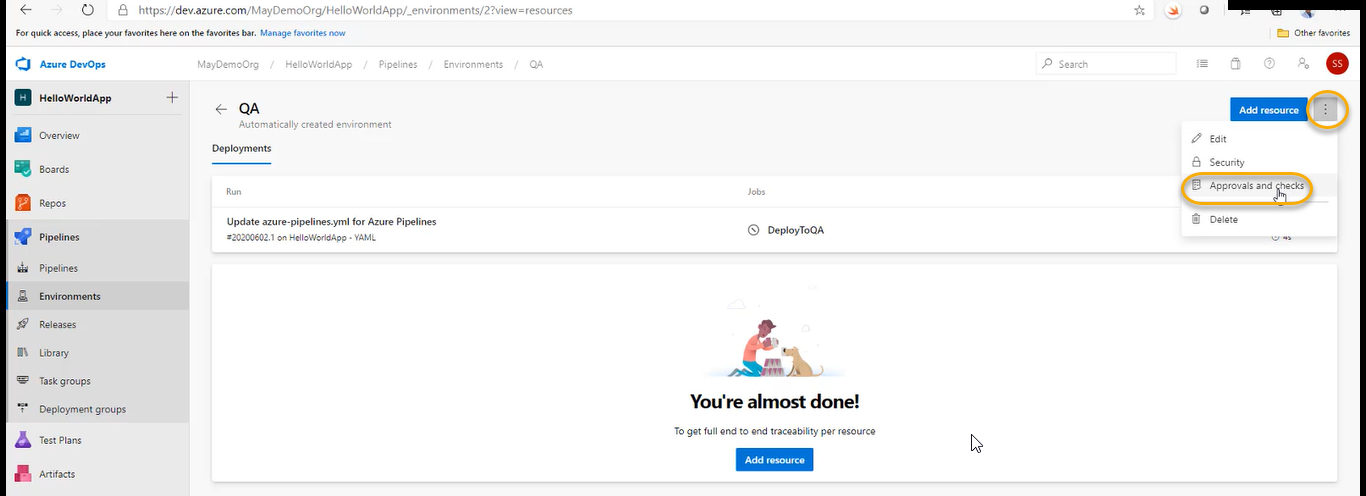 https://dev.azure.com/MayDemoOrg/HelloWorldApp/_environments/2?view=resources
For quick access, place your favorites here on the favorites bar. Manage favorites now
Other favorites
Azure DevOps
MayDemoOrg / HelloWorldApp / Pipelines / Environments / QA
Search
SS
H HelloWorldApp
Overview
Boards
Repos
Pipelines
Pipelines
Environments
Releases
Library
Task groups
Deployment groups
Test Plans
Artifacts
QA
Automatically created environment
Add resource
Edit
Security
Approvals and checks
Delete
Deployments
Run Jobs
Update azure-pipelines.yml for Azure Pipelines
#20200602.1 on HelloWorldApp - YAML
DeployToQA
4s
You're almost done!
To get full end to end traceability per resource
Add resource